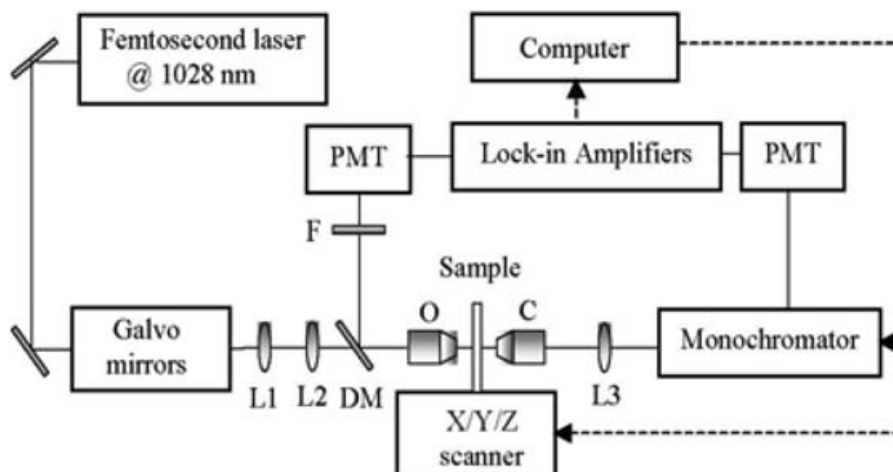 Femtosecond laser
@ 1028 nm
Computer
PMT
Lock-in Amplifiers
PMT
F
Sample
Galvo
mirrors
O
C
Monochromator
L1
L2
DM
L3
X/Y/Z
scanner